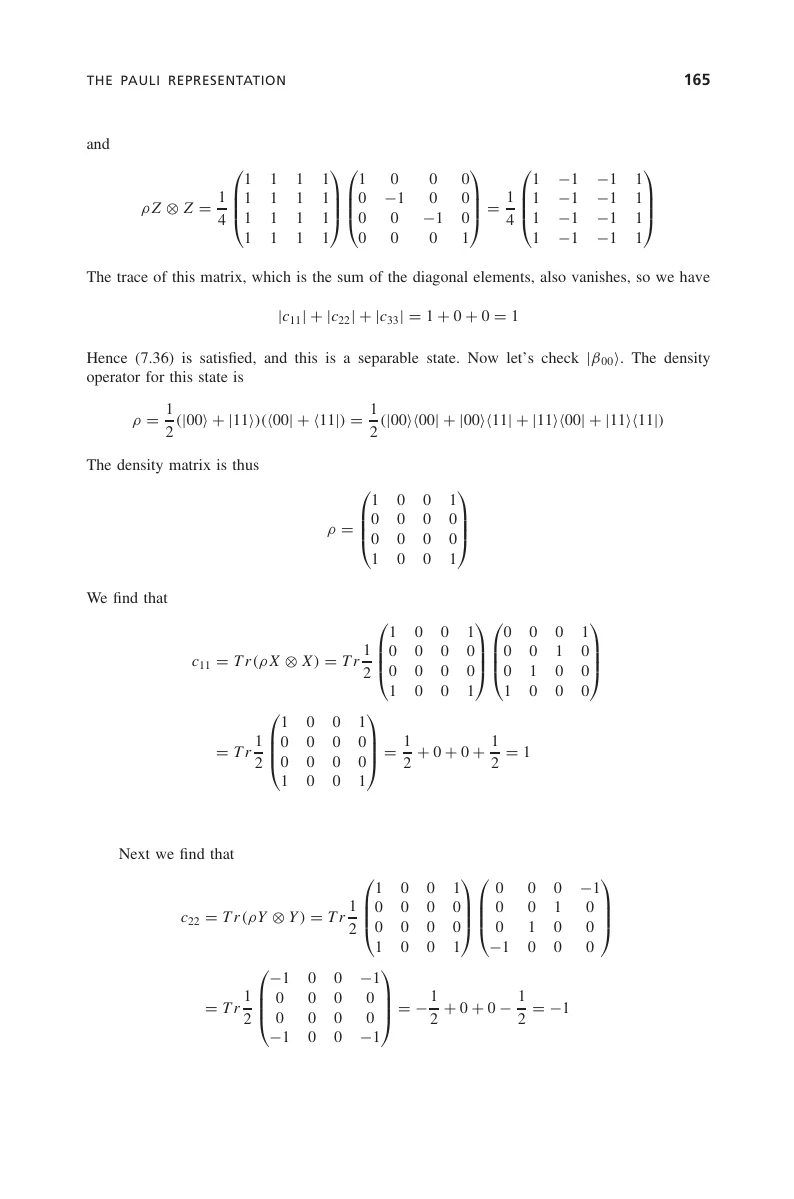 THE PAULI REPRESENTATION 165
and
ρZ ⊗ Z = 1/4 (1 1 1 1; 1 1 1 1; 1 1 1 1; 1 1 1 1) (1 0 0 0; 0 −1 0 0; 0 0 −1 0; 0 0 0 1) = 1/4 (1 −1 −1 1; 1 −1 −1 1; 1 −1 −1 1; 1 −1 −1 1)
The trace of this matrix, which is the sum of the diagonal elements, also vanishes, so we have
|c₁₁| + |c₂₂| + |c₃₃| = 1 + 0 + 0 = 1
Hence (7.36) is satisfied, and this is a separable state. Now let's check |β₀₀⟩. The density
operator for this state is
ρ = 1/2 (|00⟩ + |11⟩)(⟨00| + ⟨11|) = 1/2 (|00⟩⟨00| + |00⟩⟨11| + |11⟩⟨00| + |11⟩⟨11|)
The density matrix is thus
ρ = (1 0 0 1; 0 0 0 0; 0 0 0 0; 1 0 0 1)
We find that
c₁₁ = Tr(ρX ⊗ X) = Tr 1/2 (1 0 0 1; 0 0 0 0; 0 0 0 0; 1 0 0 1) (0 0 0 1; 0 0 1 0; 0 1 0 0; 1 0 0 0)
= Tr 1/2 (1 0 0 1; 0 0 0 0; 0 0 0 0; 1 0 0 1) = 1/2 + 0 + 0 + 1/2 = 1
Next we find that
c₂₂ = Tr(ρY ⊗ Y) = Tr 1/2 (1 0 0 1; 0 0 0 0; 0 0 0 0; 1 0 0 1) (0 0 0 −1; 0 0 1 0; 0 1 0 0; −1 0 0 0)
= Tr 1/2 (−1 0 0 −1; 0 0 0 0; 0 0 0 0; −1 0 0 −1) = −1/2 + 0 + 0 − 1/2 = −1